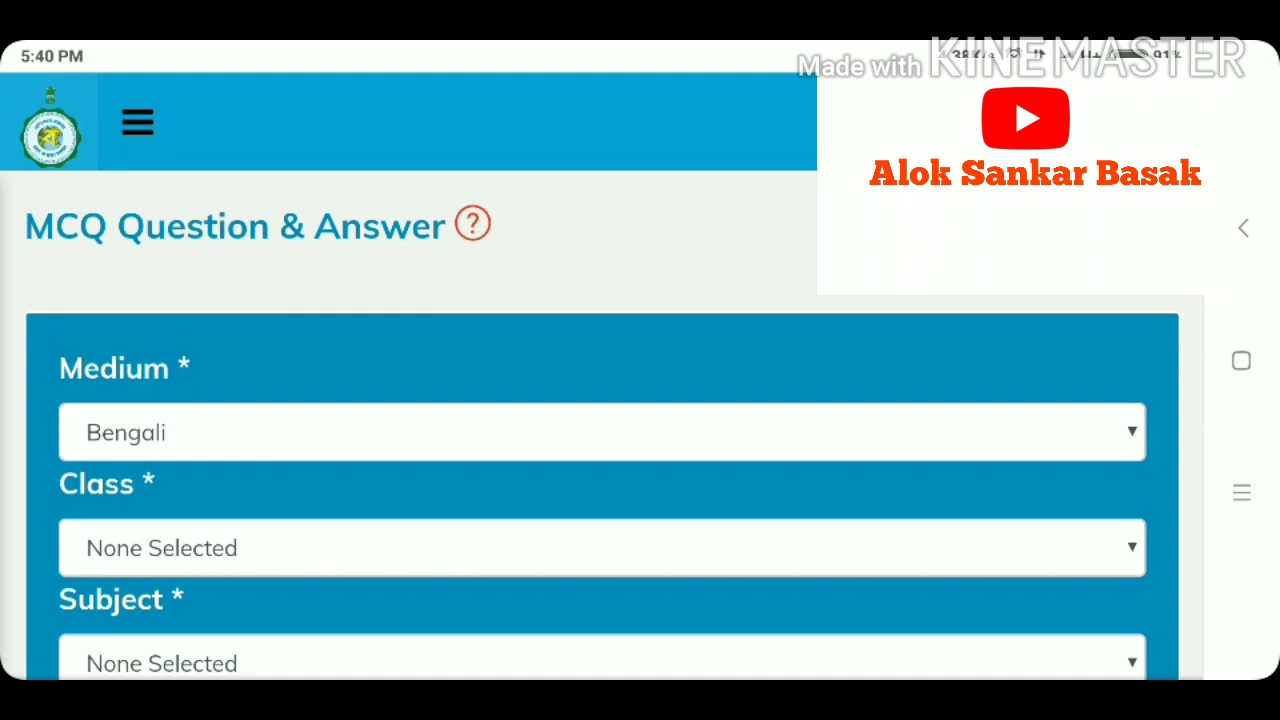 5:40 PM
91%
Made with KINEMASTER
Alok Sankar Basak
MCQ Question & Answer ?
Medium *
Bengali
Class *
None Selected
Subject *
None Selected